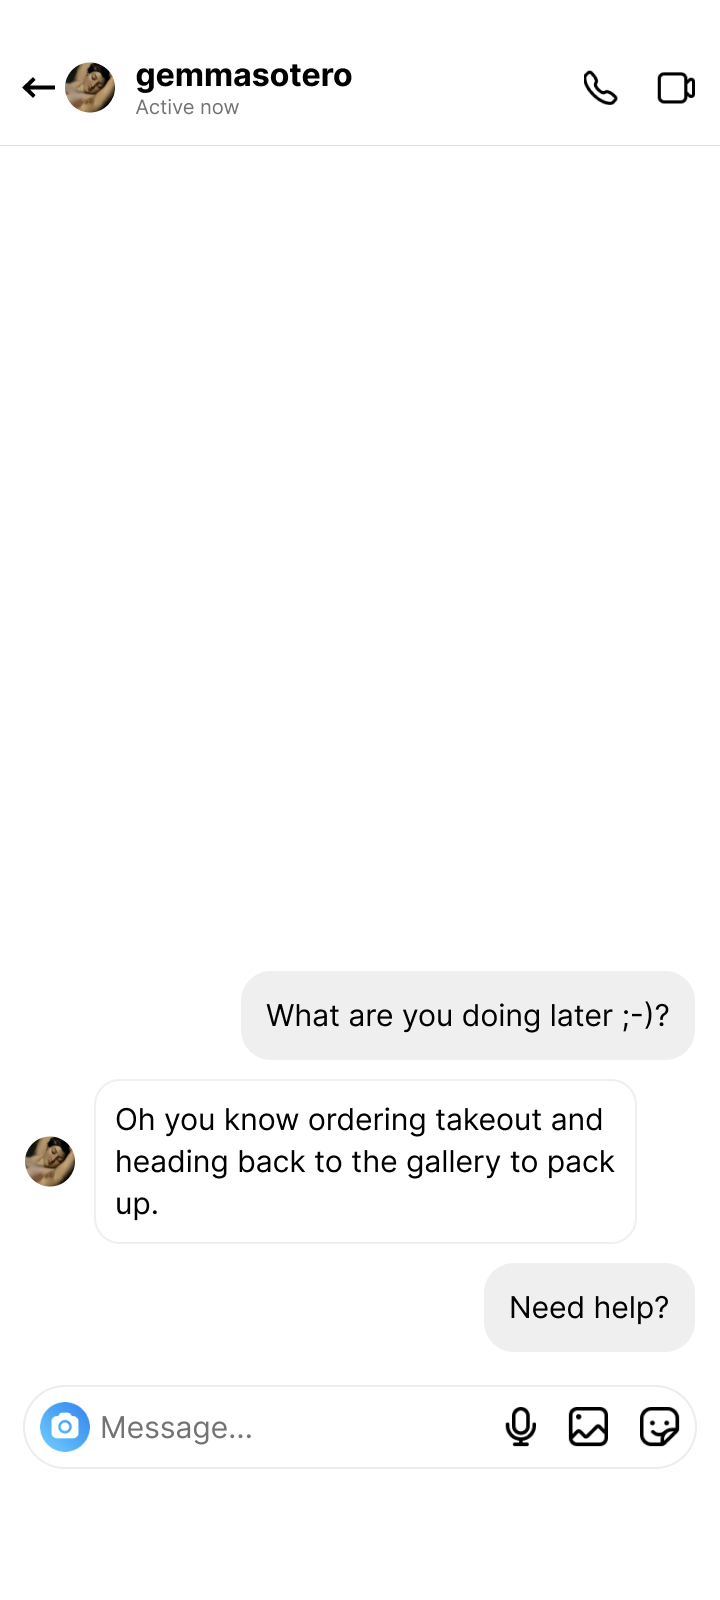 gemmasotero
Active now
What are you doing later ;-)?
Oh you know ordering takeout and
heading back to the gallery to pack
up.
Need help?
Message...